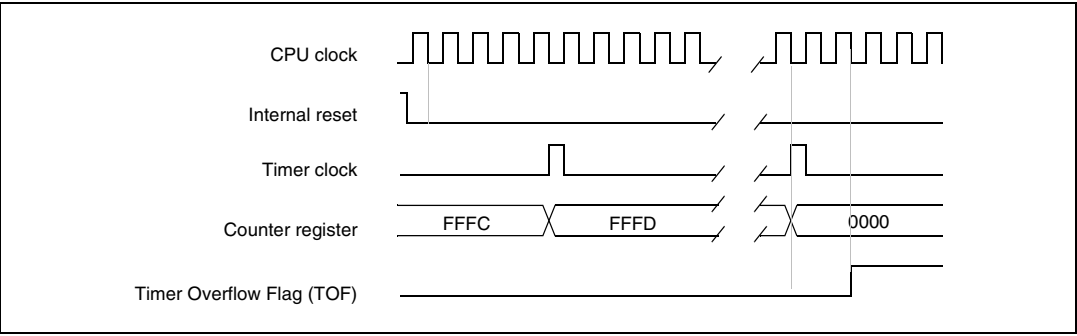 CPU clock
Internal reset
Timer clock
Counter register
FFFC
FFFD
0000
Timer Overflow Flag (TOF)